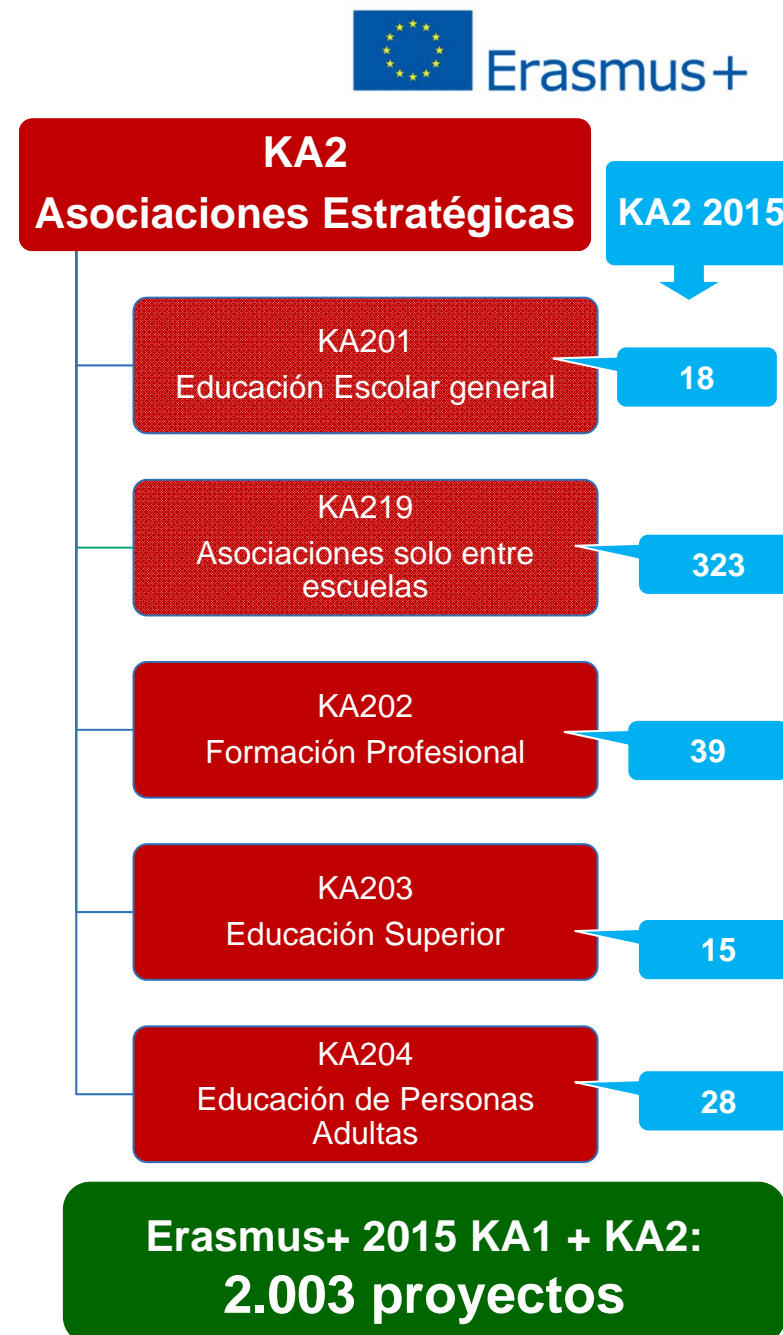 Erasmus+
KA2
Asociaciones Estratégicas
KA2 2015
KA201
Educación Escolar general
18
KA219
Asociaciones solo entre
escuelas
323
KA202
Formación Profesional
39
KA203
Educación Superior
15
KA204
Educación de Personas
Adultas
28
Erasmus+ 2015 KA1 + KA2:
2.003 proyectos